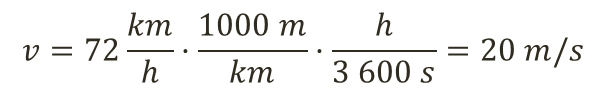 v = 72 km/h · 1000 m/km · h/3 600 s = 20 m/s